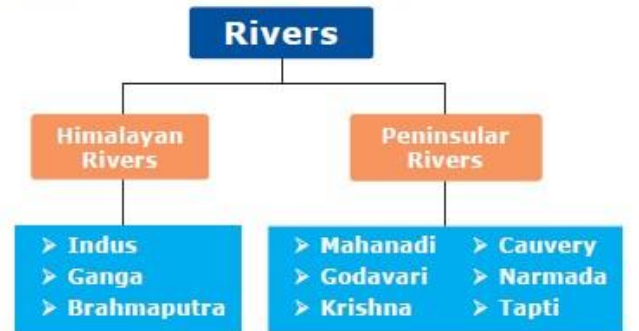 Rivers
Himalayan
Rivers
Peninsular
Rivers
➢ Indus
➢ Ganga
➢ Brahmaputra
➢ Mahanadi ➢ Cauvery
➢ Godavari ➢ Narmada
➢ Krishna ➢ Tapti